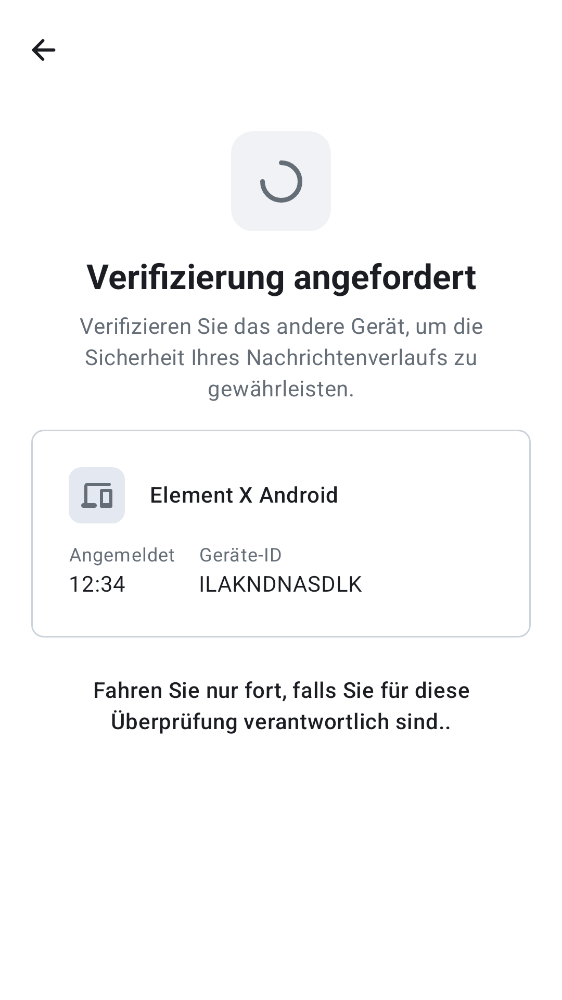 Verifizierung angefordert
Verifizieren Sie das andere Gerät, um die
Sicherheit Ihres Nachrichtenverlaufs zu
gewährleisten.
Element X Android
Angemeldet Geräte-ID
12:34 ILAKNDNASDLK
Fahren Sie nur fort, falls Sie für diese
Überprüfung verantwortlich sind..